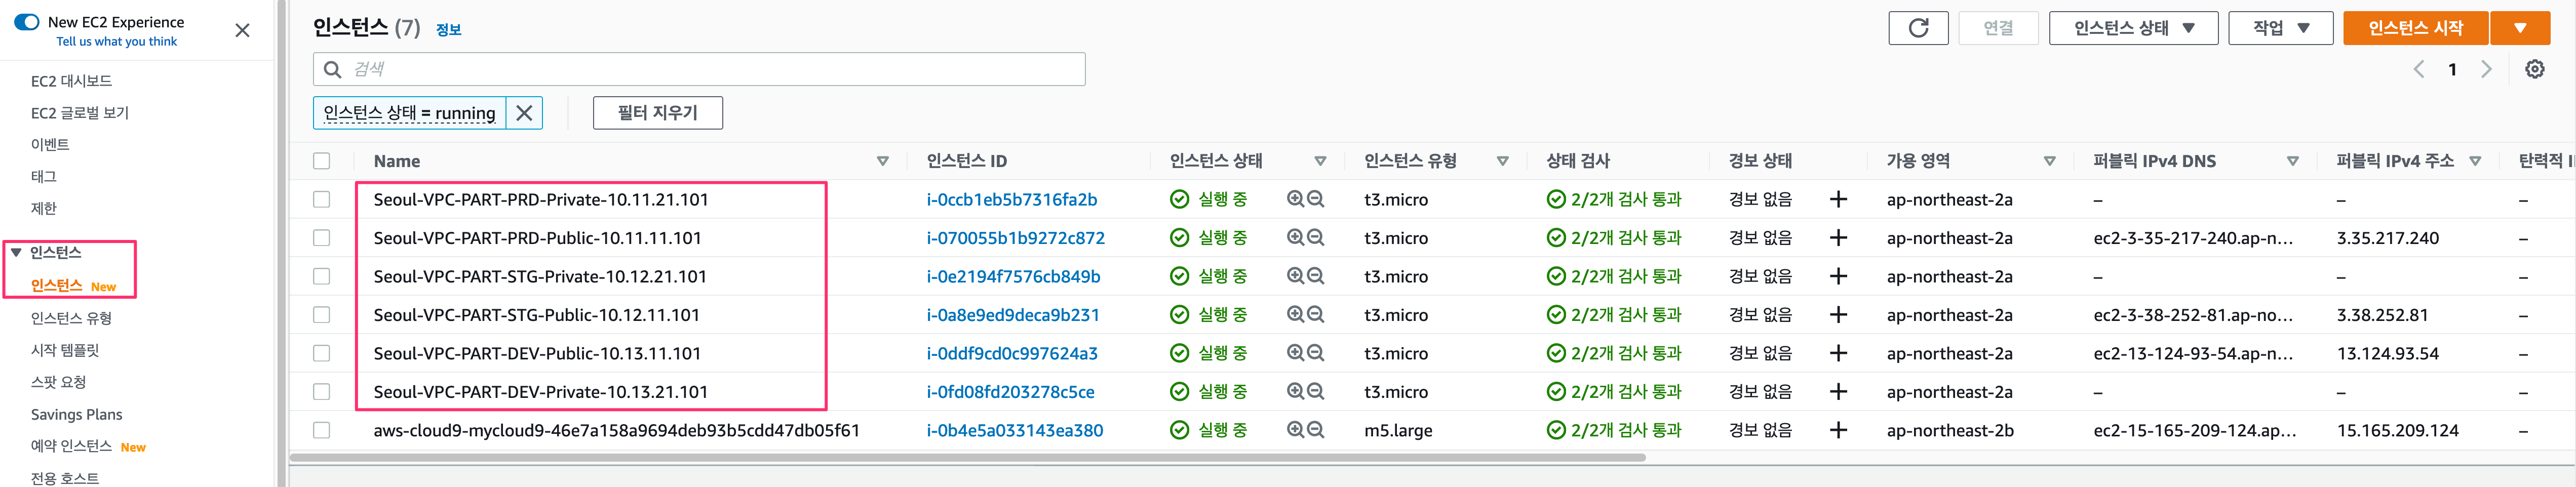 New EC2 Experience
Tell us what you think
EC2 대시보드
EC2 글로벌 보기
이벤트
태그
제한
인스턴스
인스턴스 New
인스턴스 유형
시작 템플릿
스팟 요청
Savings Plans
예약 인스턴스 New
전용 호스트
인스턴스 (7) 정보
연결 인스턴스 상태 작업 인스턴스 시작
검색
1
인스턴스 상태 = running 필터 지우기
Name 인스턴스 ID 인스턴스 상태 인스턴스 유형 상태 검사 경보 상태 가용 영역 퍼블릭 IPv4 DNS 퍼블릭 IPv4 주소 탄력적
Seoul-VPC-PART-PRD-Private-10.11.21.101 i-0ccb1eb5b7316fa2b 실행 중 t3.micro 2/2개 검사 통과 경보 없음 + ap-northeast-2a – – –
Seoul-VPC-PART-PRD-Public-10.11.11.101 i-070055b1b9272c872 실행 중 t3.micro 2/2개 검사 통과 경보 없음 + ap-northeast-2a ec2-3-35-217-240.ap-n... 3.35.217.240 –
Seoul-VPC-PART-STG-Private-10.12.21.101 i-0e2194f7576cb849b 실행 중 t3.micro 2/2개 검사 통과 경보 없음 + ap-northeast-2a – – –
Seoul-VPC-PART-STG-Public-10.12.11.101 i-0a8e9ed9deca9b231 실행 중 t3.micro 2/2개 검사 통과 경보 없음 + ap-northeast-2a ec2-3-38-252-81.ap-no... 3.38.252.81 –
Seoul-VPC-PART-DEV-Public-10.13.11.101 i-0ddf9cd0c997624a3 실행 중 t3.micro 2/2개 검사 통과 경보 없음 + ap-northeast-2a ec2-13-124-93-54.ap-n... 13.124.93.54 –
Seoul-VPC-PART-DEV-Private-10.13.21.101 i-0fd08fd203278c5ce 실행 중 t3.micro 2/2개 검사 통과 경보 없음 + ap-northeast-2a – – –
aws-cloud9-mycloud9-46e7a158a9694deb93b5cdd47db05f61 i-0b4e5a033143ea380 실행 중 m5.large 2/2개 검사 통과 경보 없음 + ap-northeast-2b ec2-15-165-209-124.ap... 15.165.209.124 –